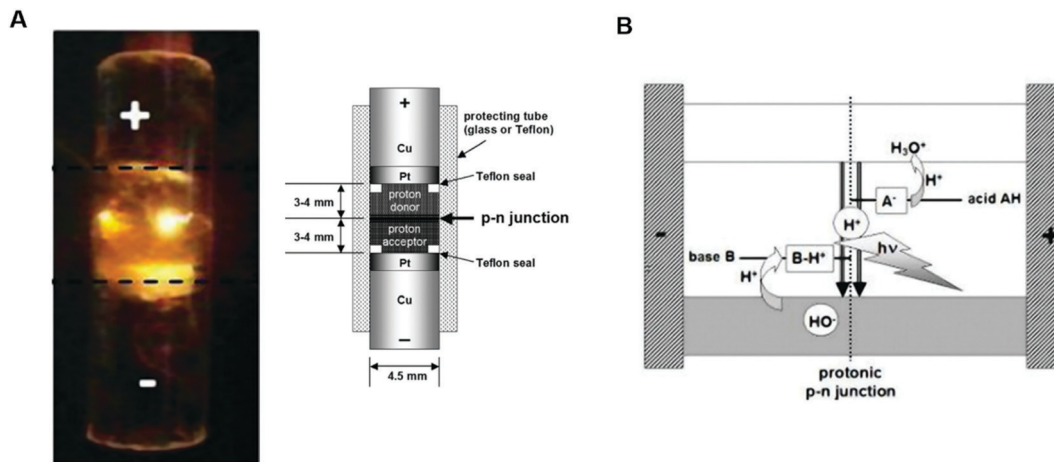 A
+
-
+
Cu
Pt
proton
donor
proton
acceptor
Pt
Cu
–
3-4 mm
3-4 mm
4.5 mm
protecting tube
(glass or Teflon)
Teflon seal
p-n junction
Teflon seal
B
-
+
H₃O⁺
H⁺
A⁻
acid AH
H⁺
hν
base B
B-H⁺
H⁺
HO⁻
protonic
p-n junction